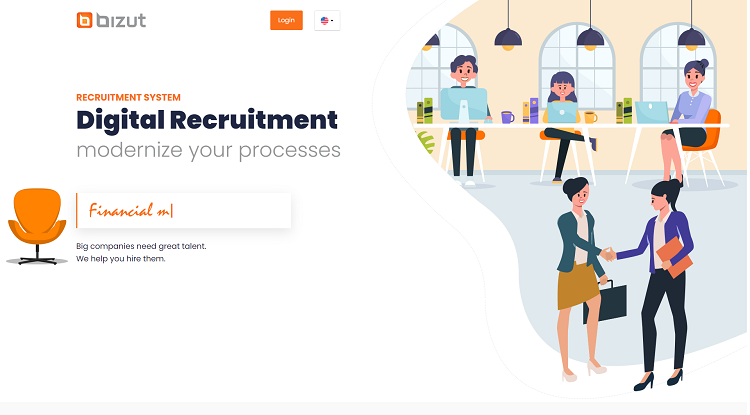 bizut
Login
RECRUITMENT SYSTEM
Digital Recruitment
modernize your processes
Financial m|
Big companies need great talent.
We help you hire them.